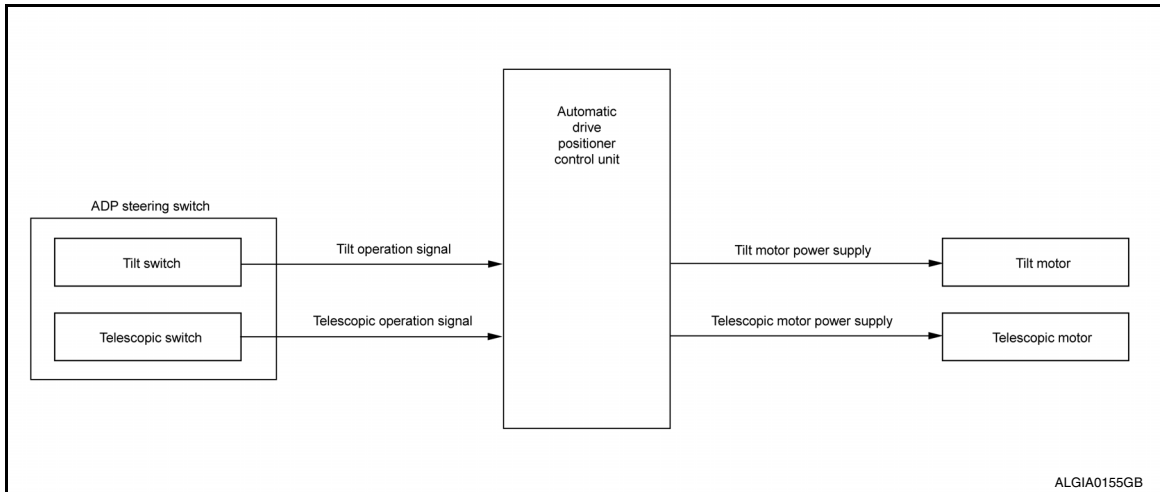 Automatic
drive
positioner
control unit
ADP steering switch
Tilt switch
Tilt operation signal
Tilt motor power supply
Tilt motor
Telescopic switch
Telescopic operation signal
Telescopic motor power supply
Telescopic motor
ALGIA0155GB